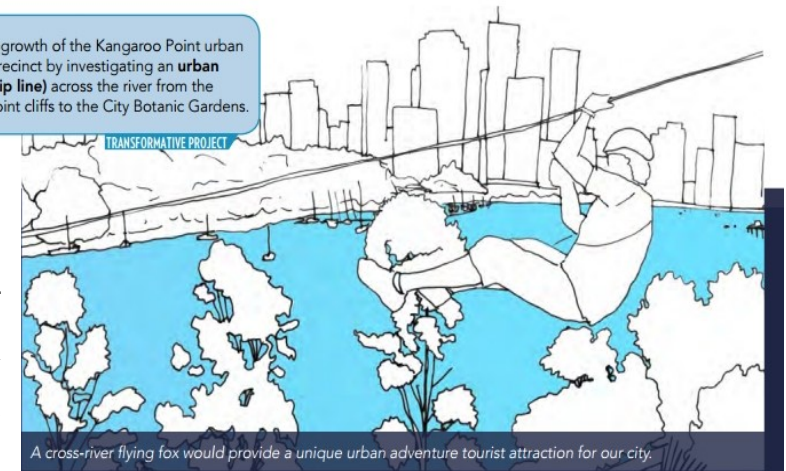 growth of the Kangaroo Point urban
recinct by investigating an urban
ip line) across the river from the
oint cliffs to the City Botanic Gardens.
TRANSFORMATIVE PROJECT
A cross-river flying fox would provide a unique urban adventure tourist attraction for our city.